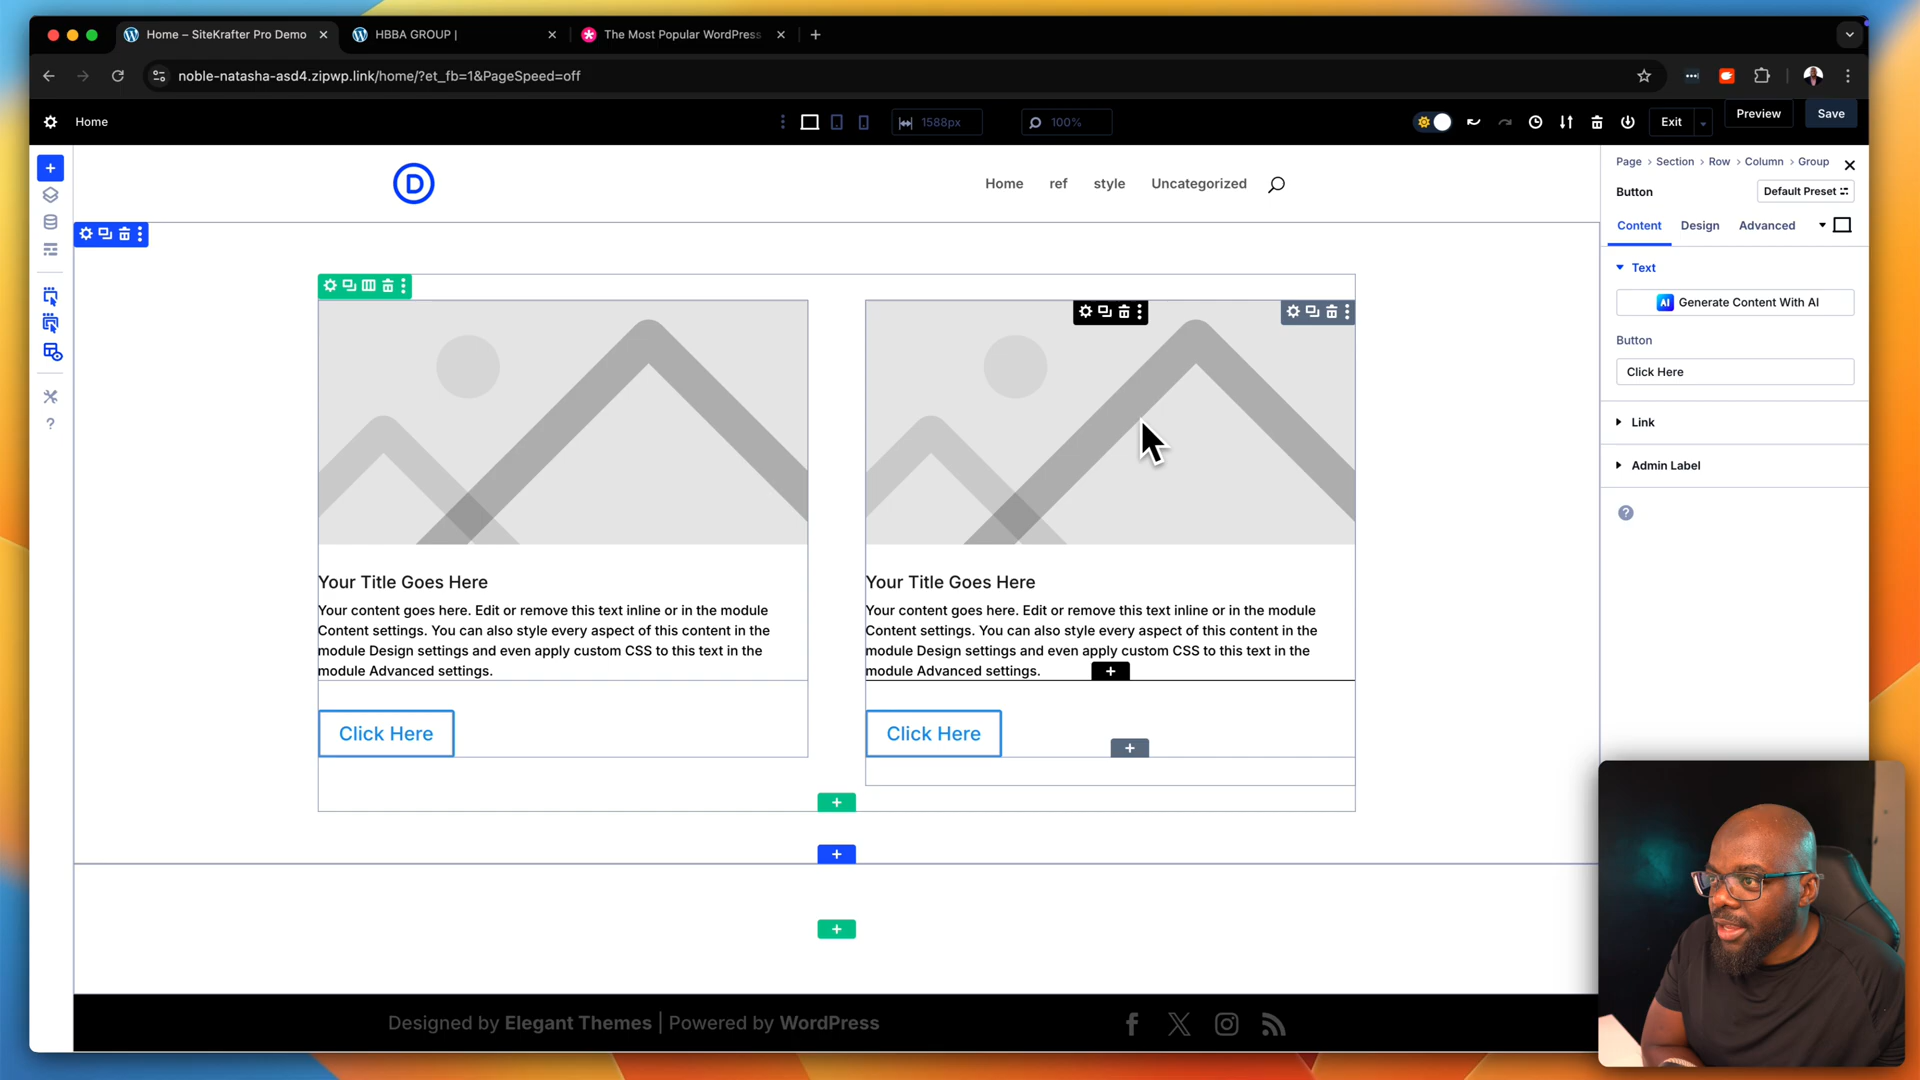 Home – SiteKrafter Pro Demo
HBBA GROUP |
The Most Popular WordPress
noble-natasha-asd4.zipwp.link/home/?et_fb=1&PageSpeed=off
Home
1588px
100%
Exit
Preview
Save
D
Home
ref
style
Uncategorized
Page > Section > Row > Column > Group
Button
Default Preset
Content
Design
Advanced
Text
AI Generate Content With AI
Button
Click Here
Link
Admin Label
?
?
Your Title Goes Here
Your content goes here. Edit or remove this text inline or in the module
Content settings. You can also style every aspect of this content in the
module Design settings and even apply custom CSS to this text in the
module Advanced settings.
Click Here
Your Title Goes Here
Your content goes here. Edit or remove this text inline or in the module
Content settings. You can also style every aspect of this content in the
module Design settings and even apply custom CSS to this text in the
module Advanced settings.
Click Here
Designed by Elegant Themes | Powered by WordPress